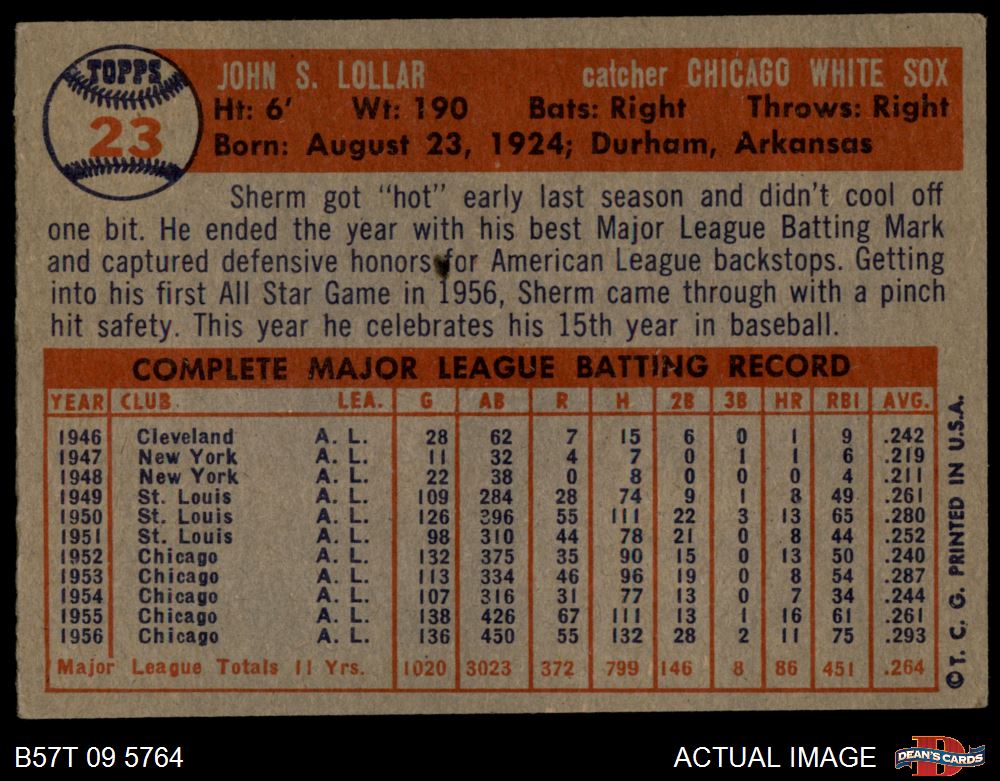 TOPPS
23
JOHN S. LOLLAR catcher CHICAGO WHITE SOX
Ht: 6' Wt: 190 Bats: Right Throws: Right
Born: August 23, 1924; Durham, Arkansas
Sherm got "hot" early last season and didn't cool off
one bit. He ended the year with his best Major League Batting Mark
and captured defensive honors for American League backstops. Getting
into his first All Star Game in 1956, Sherm came through with a pinch
hit safety. This year he celebrates his 15th year in baseball.
COMPLETE MAJOR LEAGUE BATTING RECORD
YEAR CLUB LEA. G AB R H 2B 3B HR RBI AVG.
1946 Cleveland A. L. 28 62 7 15 6 0 1 9 .242
1947 New York A. L. 11 32 4 7 0 1 1 6 .219
1948 New York A. L. 22 38 0 8 0 0 0 4 .211
1949 St. Louis A. L. 109 284 28 74 9 1 8 49 .261
1950 St. Louis A. L. 126 396 55 111 22 3 13 65 .280
1951 St. Louis A. L. 98 310 44 78 21 0 8 44 .252
1952 Chicago A. L. 132 375 35 90 15 0 13 50 .240
1953 Chicago A. L. 113 334 46 96 19 0 8 54 .287
1954 Chicago A. L. 107 316 31 77 13 0 7 34 .244
1955 Chicago A. L. 138 426 67 111 13 1 16 61 .261
1956 Chicago A. L. 136 450 55 132 28 2 11 75 .293
Major League Totals 11 Yrs. 1020 3023 372 799 146 8 86 451 .264
©T. C. G. PRINTED IN U.S.A.
B57T 09 5764 ACTUAL IMAGE
DEAN'S CARDS